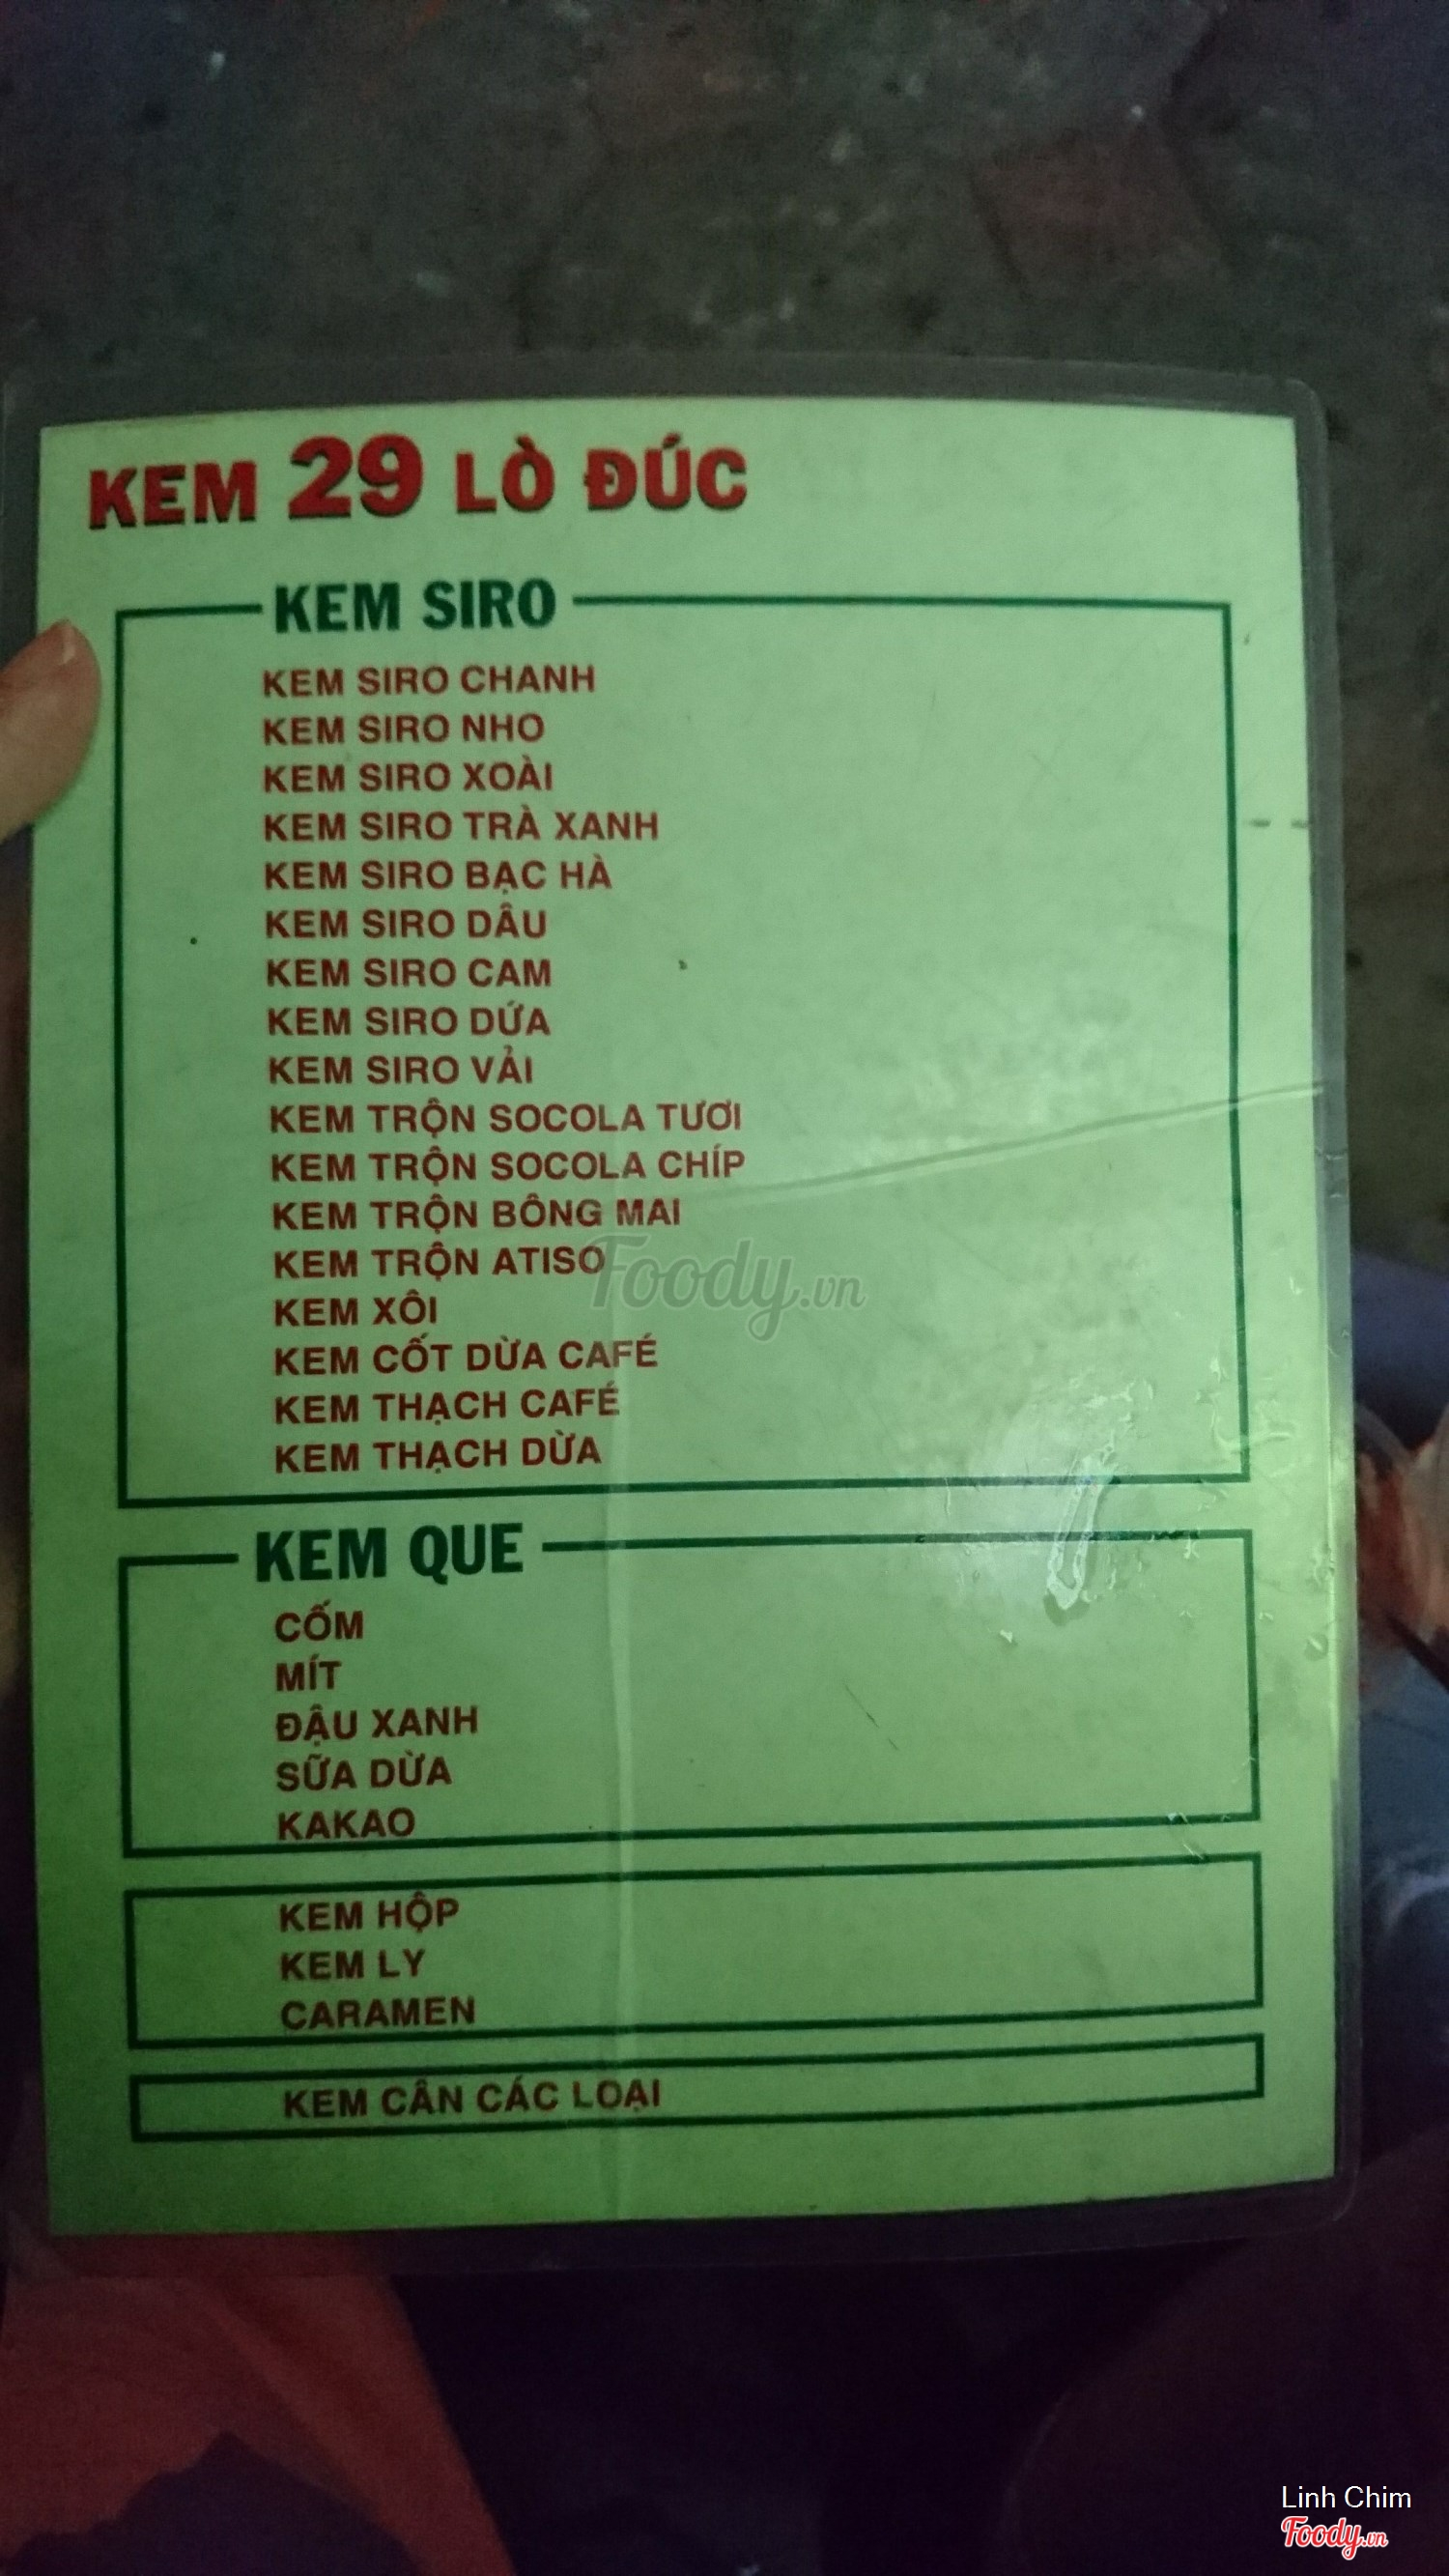 KEM 29 LÒ ĐÚC
KEM SIRO
KEM SIRO CHANH
KEM SIRO NHO
KEM SIRO XOÀI
KEM SIRO TRÀ XANH
KEM SIRO BẠC HÀ
KEM SIRO DÂU
KEM SIRO CAM
KEM SIRO DỨA
KEM SIRO VẢI
KEM TRỘN SOCOLA TƯƠI
KEM TRỘN SOCOLA CHÍP
KEM TRỘN BÔNG MAI
KEM TRỘN ATISO
KEM XÔI
KEM CỐT DỪA CAFÉ
KEM THẠCH CAFÉ
KEM THẠCH DỪA
KEM QUE
CỐM
MÍT
ĐẬU XANH
SỮA DỪA
KAKAO
KEM HỘP
KEM LY
CARAMEN
KEM CÂN CÁC LOẠI
Foody.vn
Linh Chim
Foody.vn